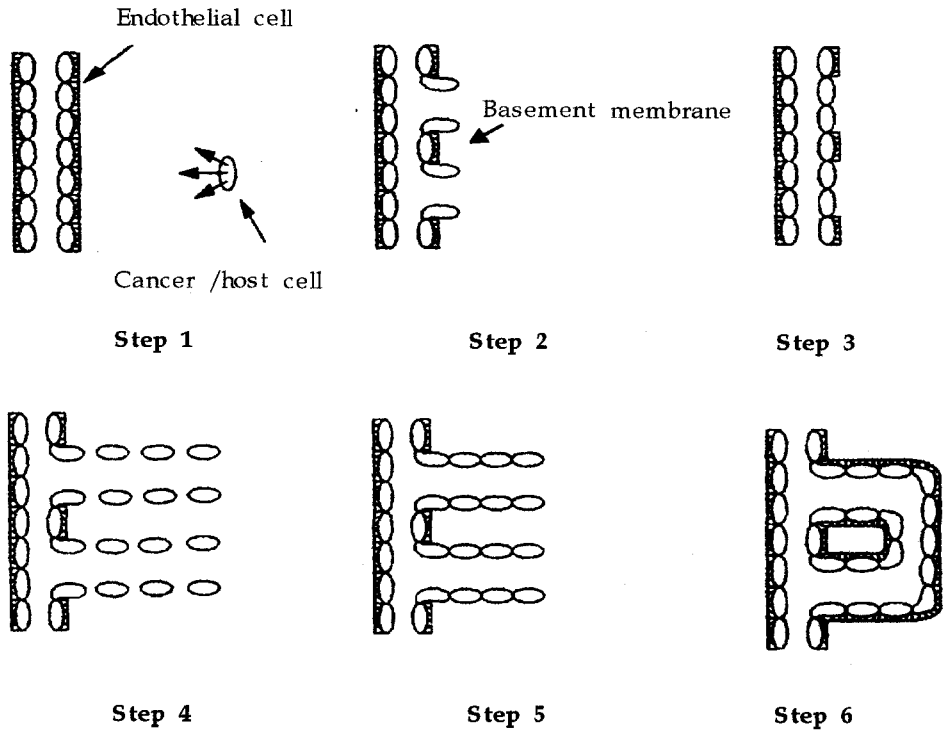 Endothelial cell
Basement membrane
Cancer /host cell
Step 1
Step 2
Step 3
Step 4
Step 5
Step 6